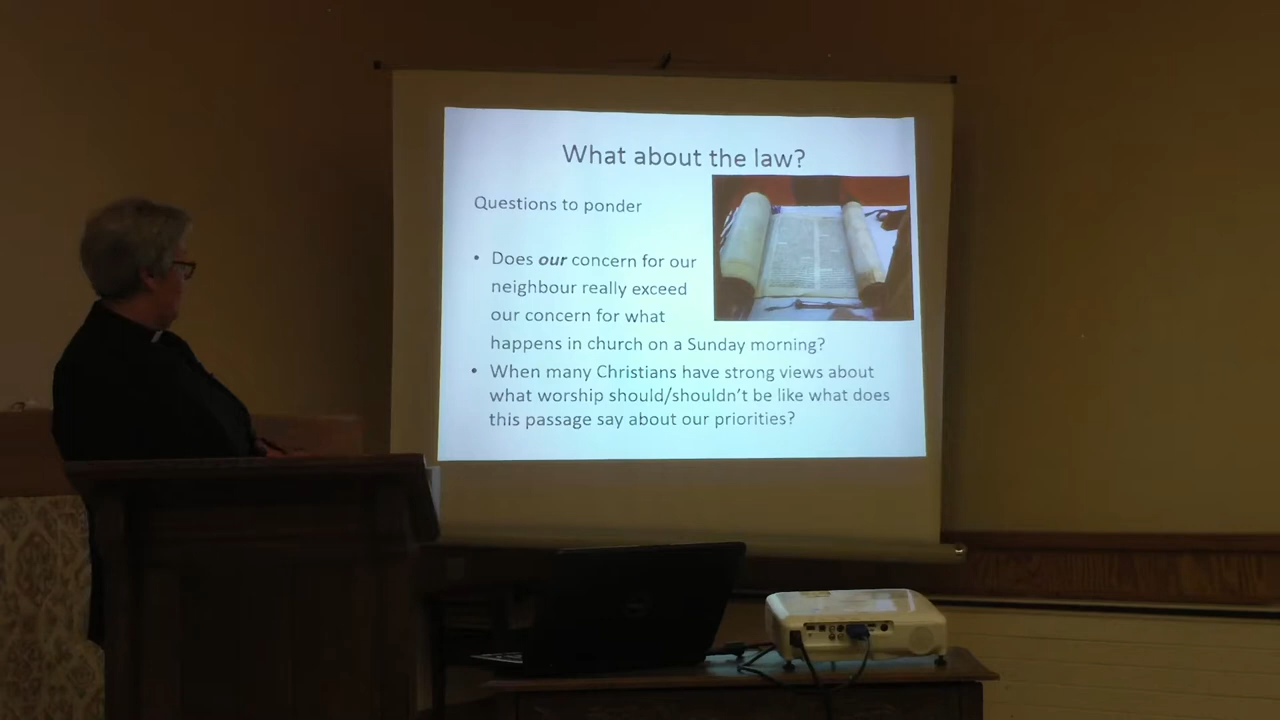 What about the law?
Questions to ponder
• Does our concern for our
neighbour really exceed
our concern for what
happens in church on a Sunday morning?
• When many Christians have strong views about
what worship should/shouldn't be like what does
this passage say about our priorities?